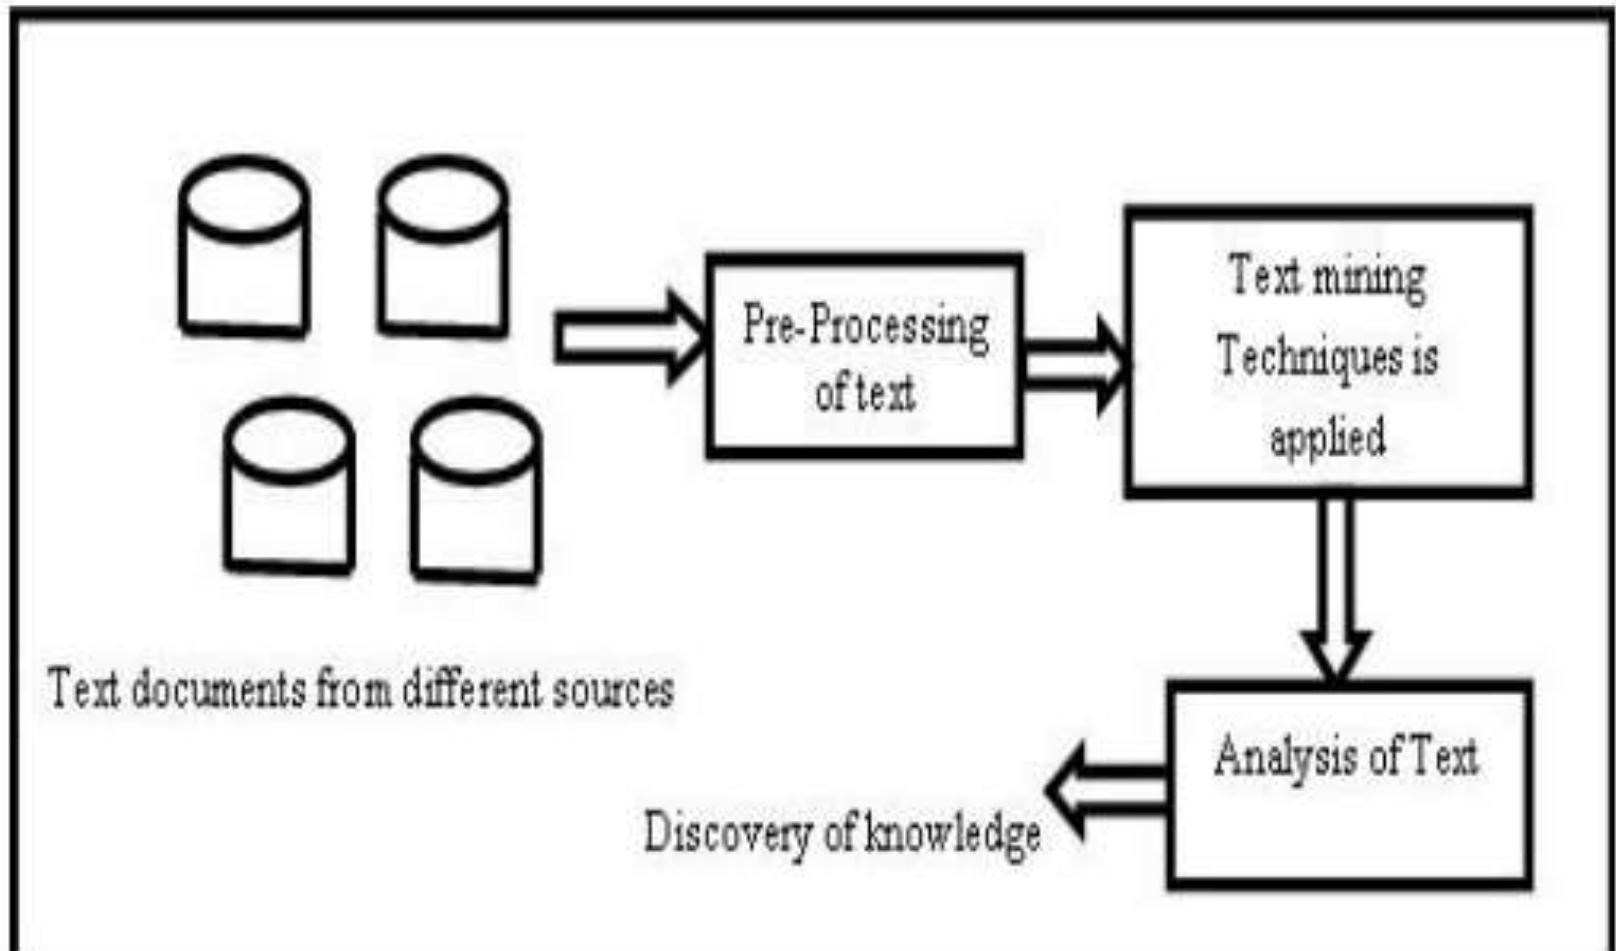 Pre-Processing
of text
Text mining
Techniques is
applied
Text documents from different sources
Analysis of Text
Discovery of knowledge